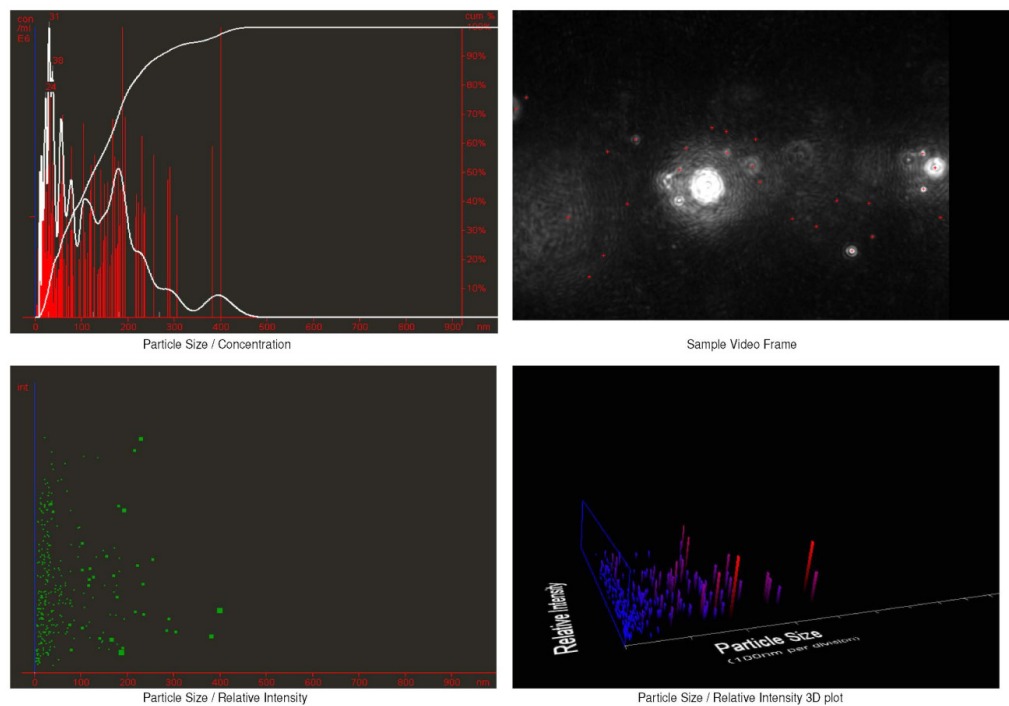 con
mL
E6
31
38
24
cum %
100%
90%
80%
70%
60%
50%
40%
30%
20%
10%
0 100 200 300 400 500 600 700 800 900 nm
Particle Size / Concentration
Sample Video Frame
int.
0 100 200 300 400 500 600 700 800 900 nm
Particle Size / Relative Intensity
Relative Intensity
Particle Size
(100nm per division)
Particle Size / Relative Intensity 3D plot